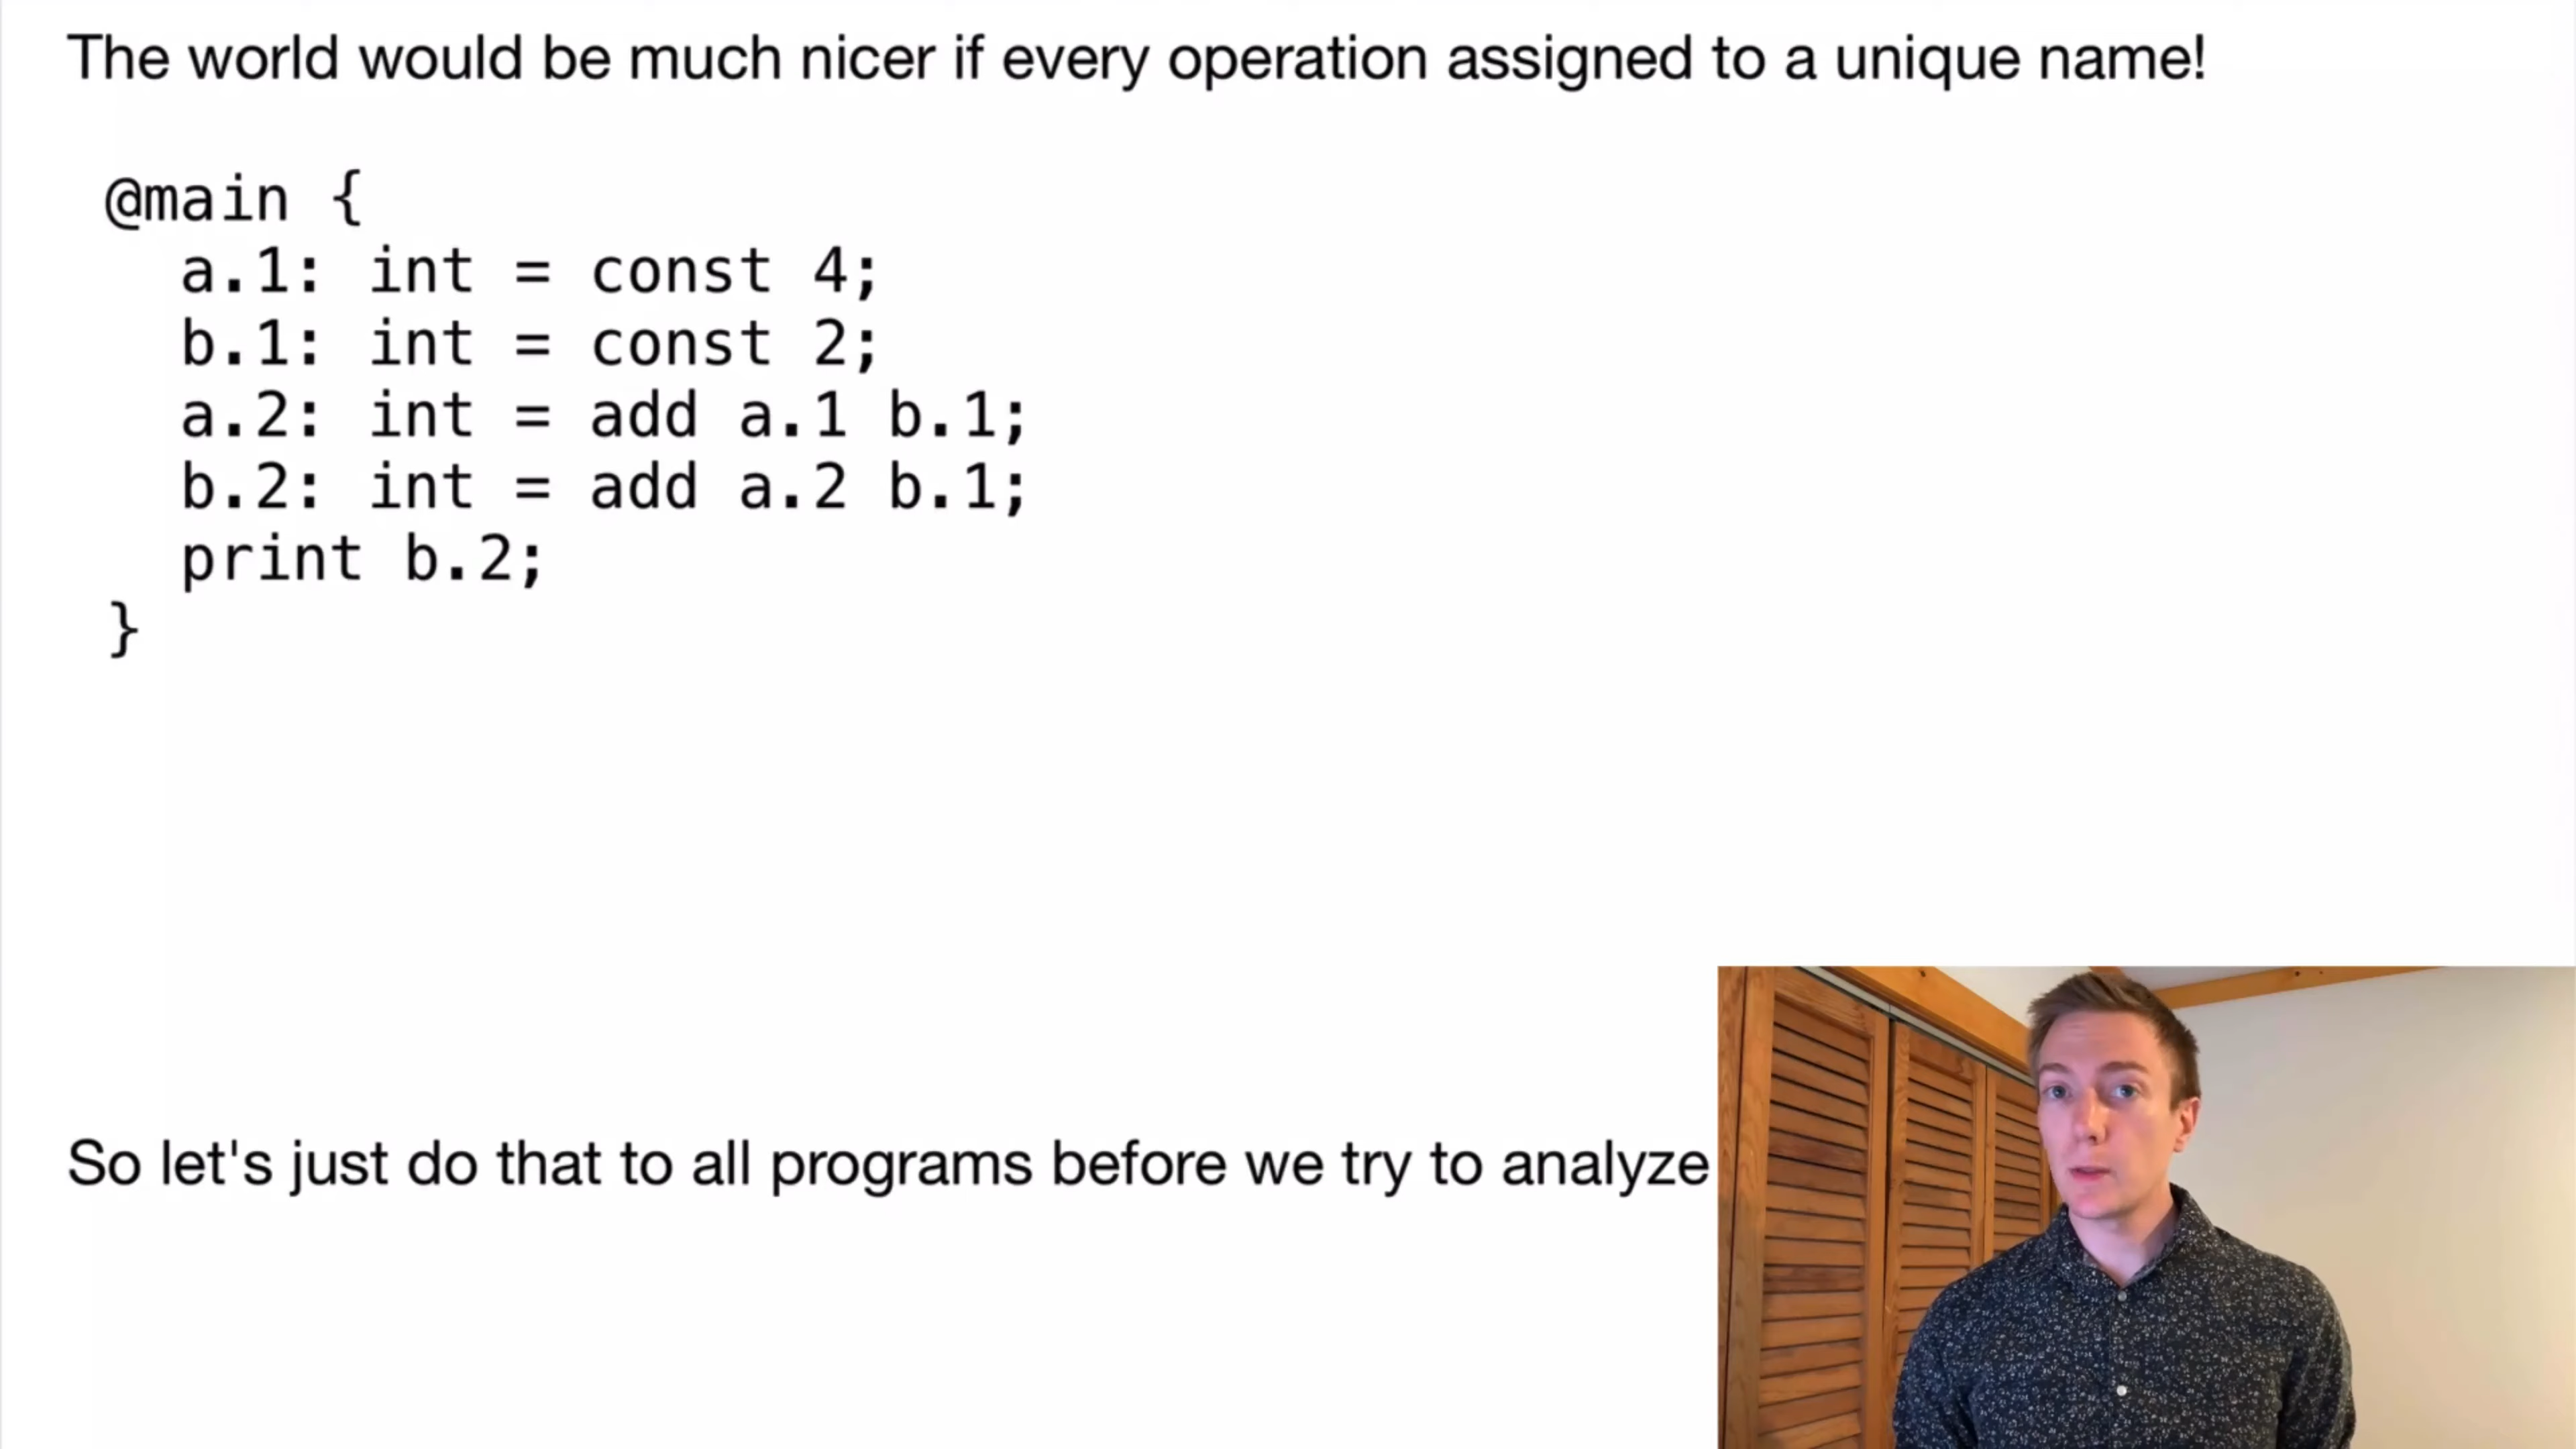 The world would be much nicer if every operation assigned to a unique name!
@main {
a.1: int = const 4;
b.1: int = const 2;
a.2: int = add a.1 b.1;
b.2: int = add a.2 b.1;
print b.2;
}
So let's just do that to all programs before we try to analyze